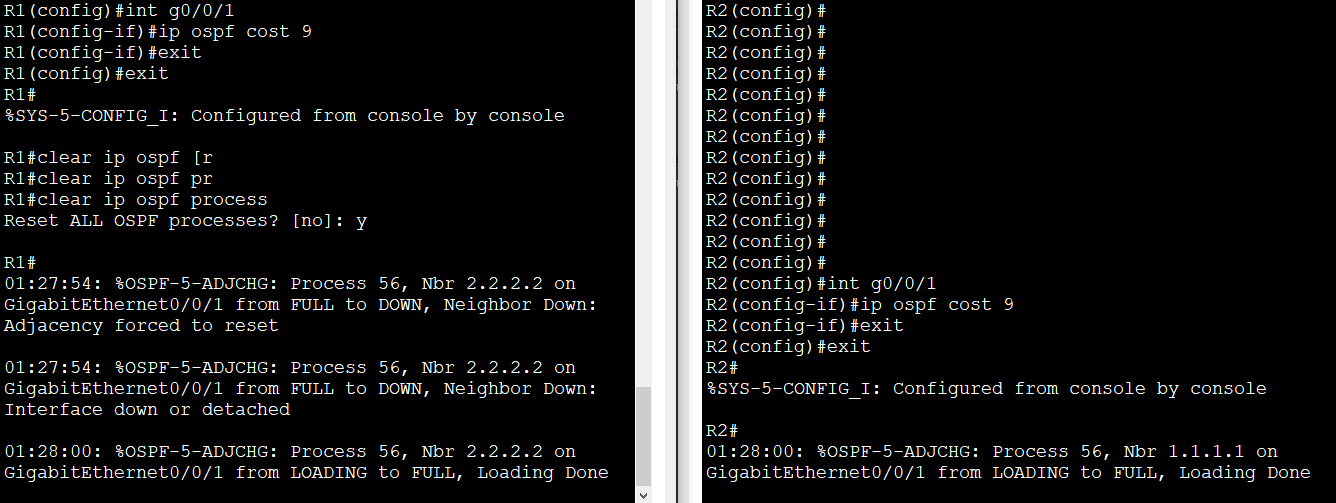 R1(config)#int g0/0/1
R1(config-if)#ip ospf cost 9
R1(config-if)#exit
R1(config)#exit
R1#
%SYS-5-CONFIG_I: Configured from console by console
R1#clear ip ospf [r
R1#clear ip ospf pr
R1#clear ip ospf process
Reset ALL OSPF processes? [no]: y
R1#
01:27:54: %OSPF-5-ADJCHG: Process 56, Nbr 2.2.2.2 on
GigabitEthernet0/0/1 from FULL to DOWN, Neighbor Down:
Adjacency forced to reset
01:27:54: %OSPF-5-ADJCHG: Process 56, Nbr 2.2.2.2 on
GigabitEthernet0/0/1 from FULL to DOWN, Neighbor Down:
Interface down or detached
01:28:00: %OSPF-5-ADJCHG: Process 56, Nbr 2.2.2.2 on
GigabitEthernet0/0/1 from LOADING to FULL, Loading Done
R2(config)#
R2(config)#
R2(config)#
R2(config)#
R2(config)#
R2(config)#
R2(config)#
R2(config)#
R2(config)#
R2(config)#
R2(config)#
R2(config)#
R2(config)#
R2(config)#int g0/0/1
R2(config-if)#ip ospf cost 9
R2(config-if)#exit
R2(config)#exit
R2#
%SYS-5-CONFIG_I: Configured from console by console
R2#
01:28:00: %OSPF-5-ADJCHG: Process 56, Nbr 1.1.1.1 on
GigabitEthernet0/0/1 from LOADING to FULL, Loading Done